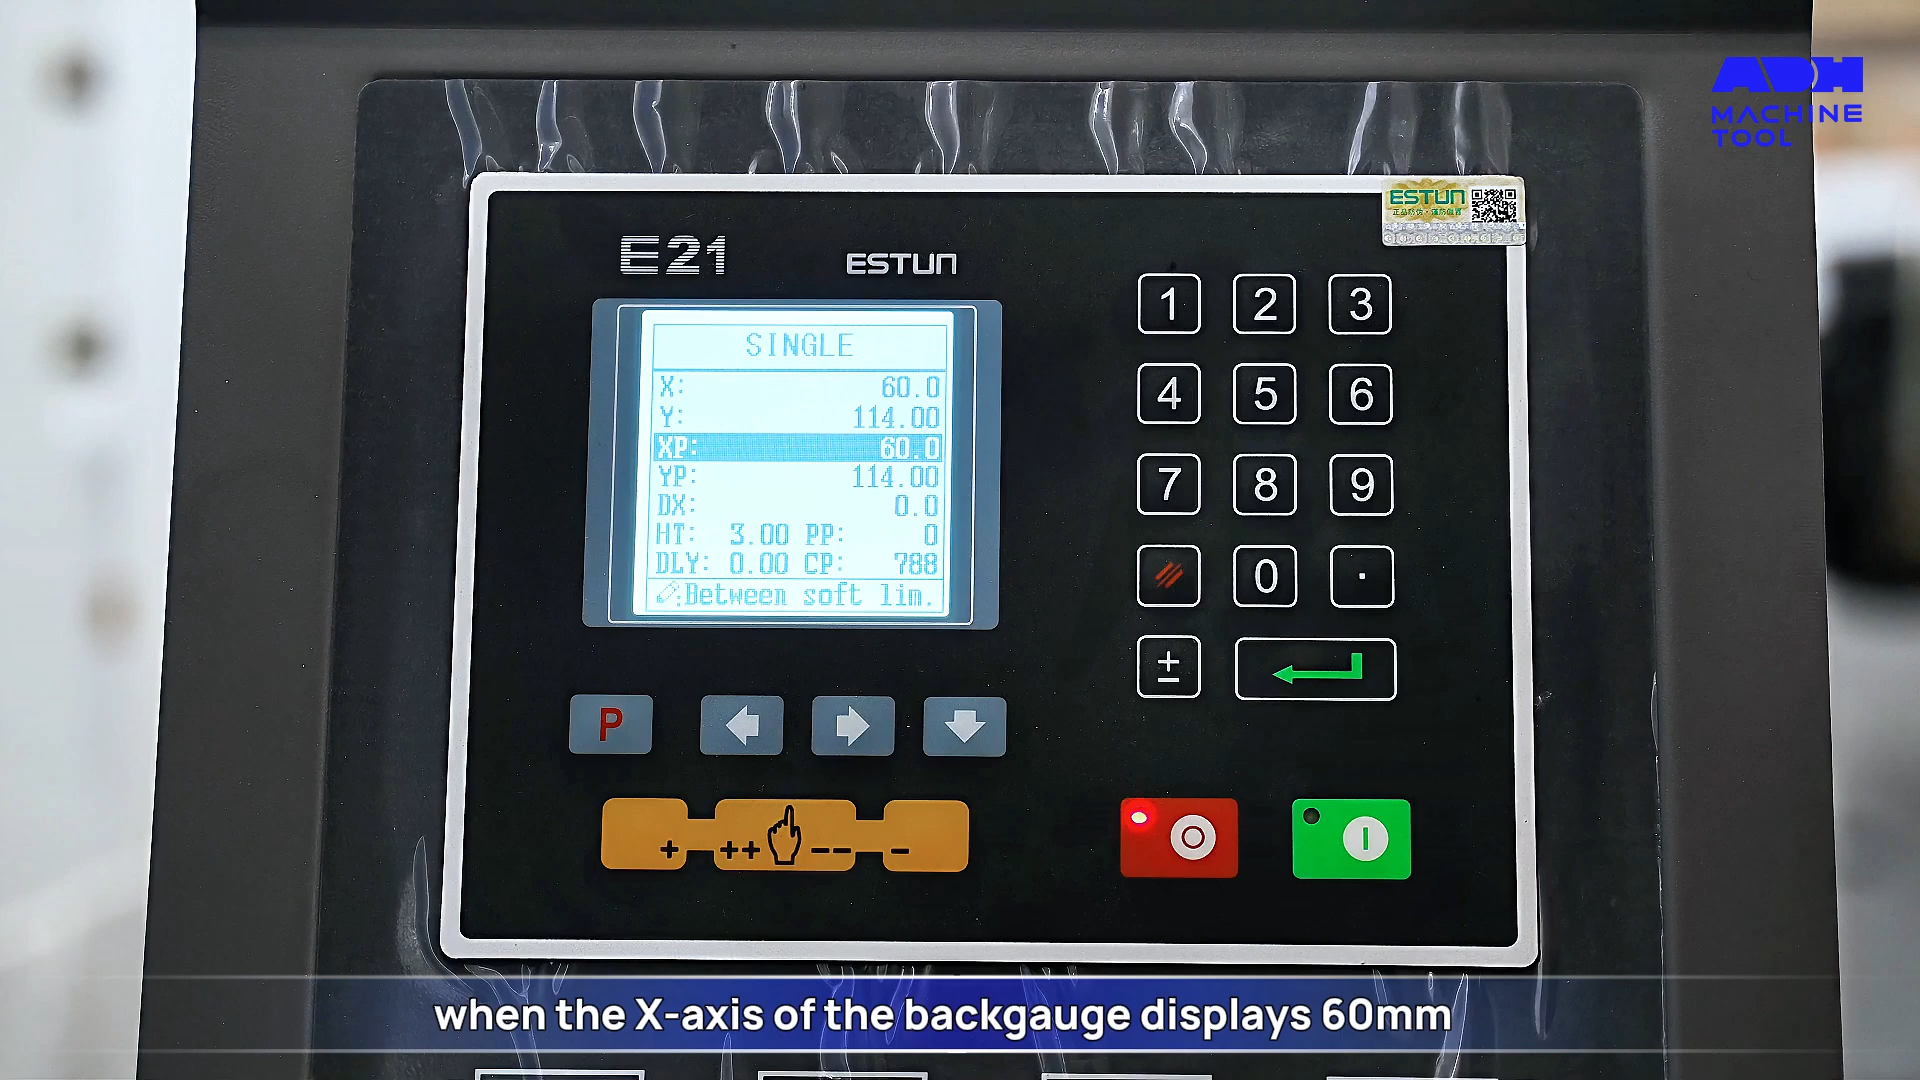 ADH
MACHINE
TOOL
ESTUN
E21
ESTUN
SINGLE
X: 60.0
Y: 114.00
XP: 60.0
YP: 114.00
DX: 0.0
HT: 3.00 PP: 0
DLY: 0.00 CP: 788
:Between soft lim.
1 2 3
4 5 6
7 8 9
0 .
±
P
+ ++ -- -
when the X-axis of the backgauge displays 60mm